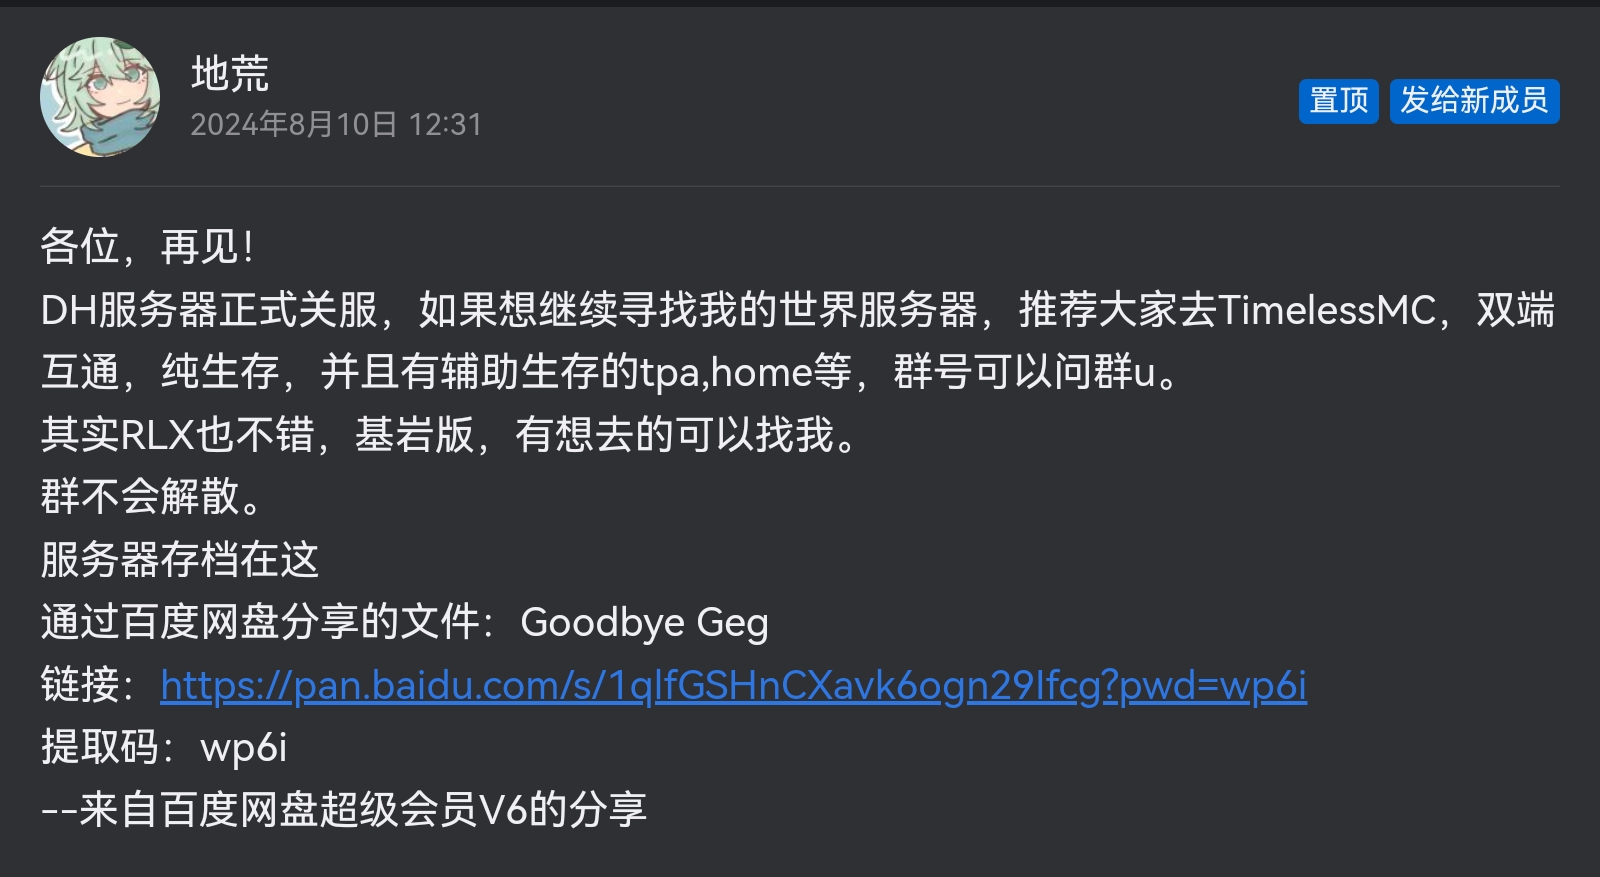 地荒
2024年8月10日 12:31
置顶
发给新成员
各位，再见！
DH服务器正式关服，如果想继续寻找我的世界服务器，推荐大家去TimelessMC，双端
互通，纯生存，并且有辅助生存的tpa,home等，群号可以问群u。
其实RLX也不错，基岩版，有想去的可以找我。
群不会解散。
服务器存档在这
通过百度网盘分享的文件：Goodbye Geg
链接：https://pan.baidu.com/s/1qlfGSHnCXavk6ogn29Ifcg?pwd=wp6i
提取码：wp6i
--来自百度网盘超级会员V6的分享